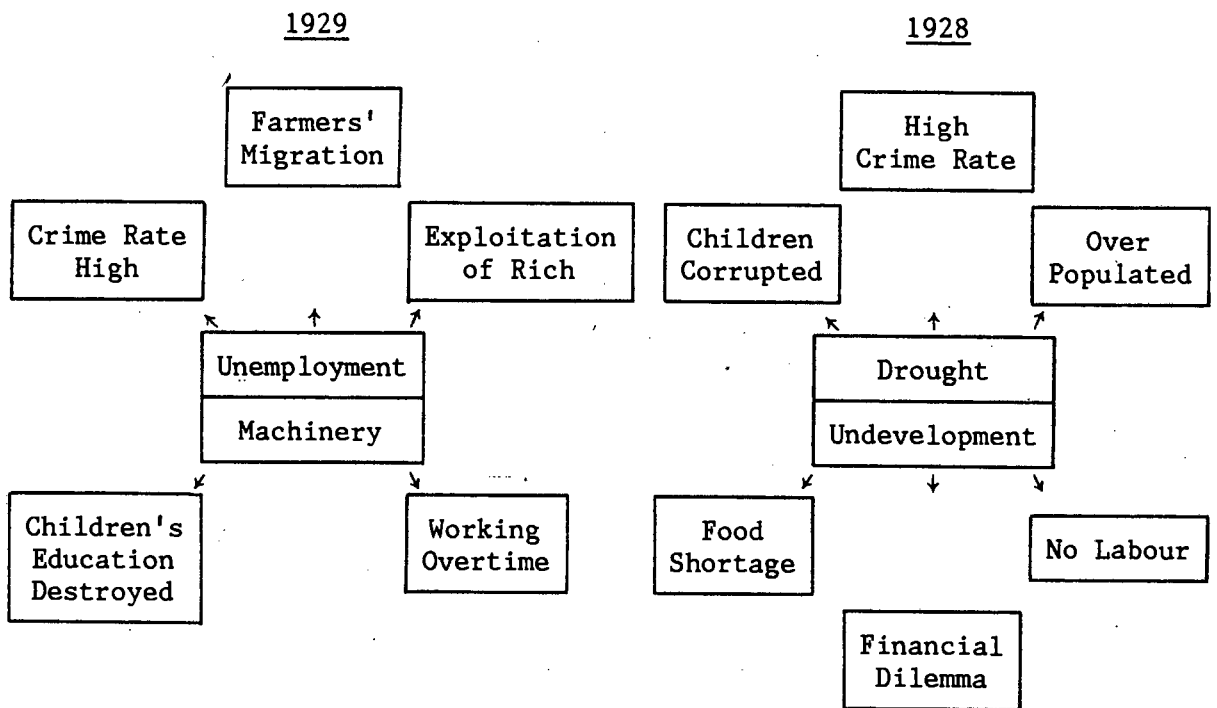 1929
Farmers'
Migration
Crime Rate
High
Exploitation
of Rich
Unemployment
Machinery
Children's
Education
Destroyed
Working
Overtime
1928
High
Crime Rate
Children
Corrupted
Over
Populated
Drought
Undevelopment
Food
Shortage
No Labour
Financial
Dilemma